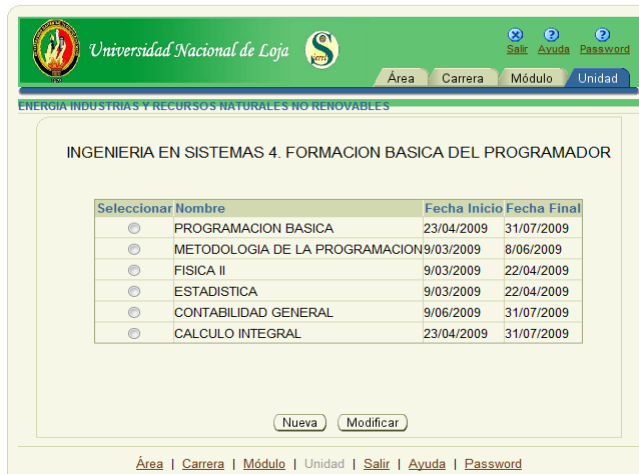 Universidad Nacional de Loja
Salir Ayuda Password
Área Carrera Módulo Unidad
ENERGIA INDUSTRIAS Y RECURSOS NATURALES NO RENOVABLES
INGENIERIA EN SISTEMAS 4. FORMACION BASICA DEL PROGRAMADOR
Seleccionar Nombre Fecha Inicio Fecha Final
PROGRAMACION BASICA 23/04/2009 31/07/2009
METODOLOGIA DE LA PROGRAMACION 9/03/2009 8/06/2009
FISICA II 9/03/2009 22/04/2009
ESTADISTICA 9/03/2009 22/04/2009
CONTABILIDAD GENERAL 9/06/2009 31/07/2009
CALCULO INTEGRAL 23/04/2009 31/07/2009
Nueva Modificar
Área | Carrera | Módulo | Unidad | Salir | Ayuda | Password